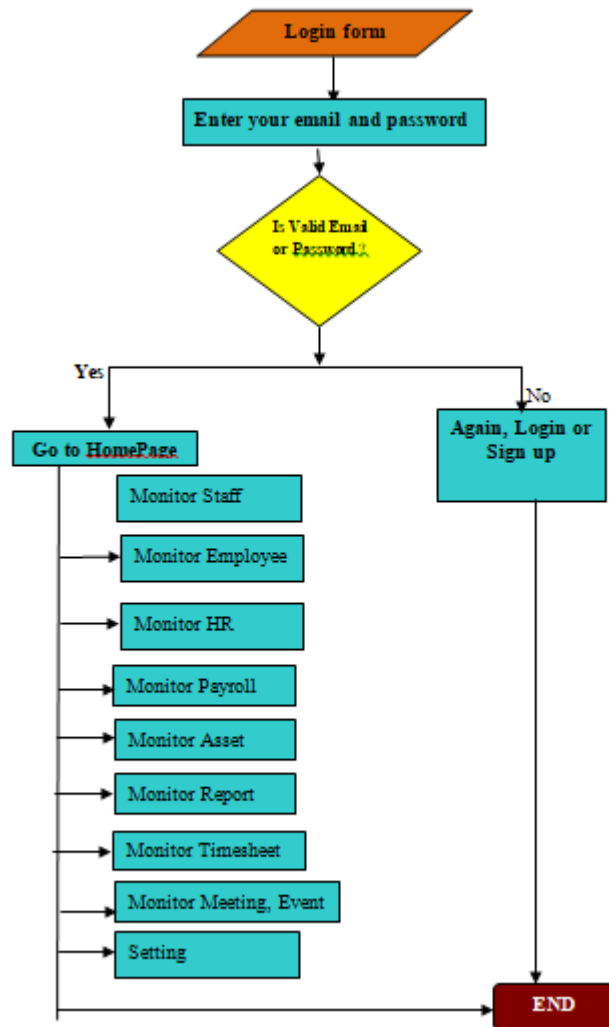 Login form
Enter your email and password
Is Valid Email
or Password.?
Yes
No
Go to HomePage
Again, Login or
Sign up
Monitor Staff
Monitor Employee
Monitor HR
Monitor Payroll
Monitor Asset
Monitor Report
Monitor Timesheet
Monitor Meeting, Event
Setting
END